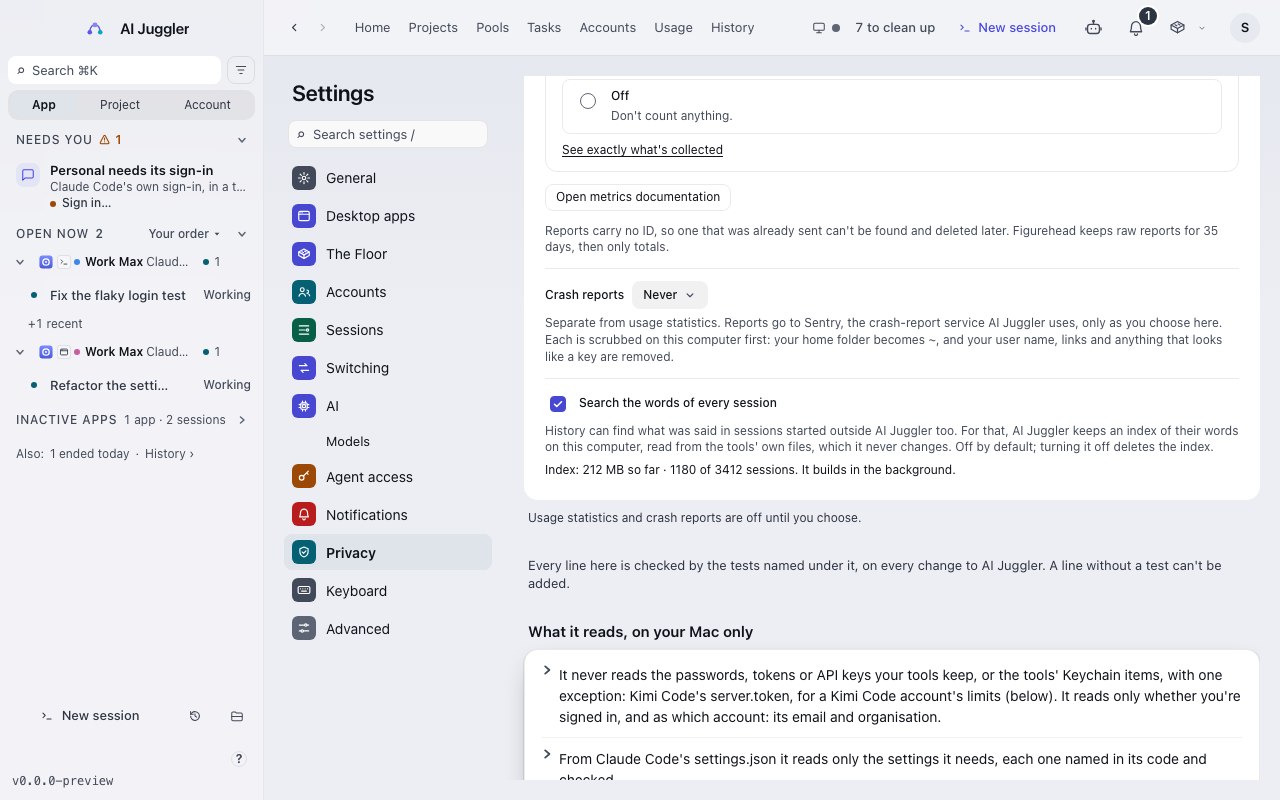 AI Juggler
Search ⌘K
App
Project
Account
NEEDS YOU
1
Personal needs its sign-in
Claude Code's own sign-in, in a t...
Sign in...
OPEN NOW 2
Your order
Work Max Claud...
1
Fix the flaky login test
Working
+1 recent
Work Max Claud...
1
Refactor the setti...
Working
INACTIVE APPS
1 app · 2 sessions
Also: 1 ended today · History ›
New session
?
v0.0.0-preview
Home
Projects
Pools
Tasks
Accounts
Usage
History
7 to clean up
New session
1
S
Settings
Search settings /
General
Desktop apps
The Floor
Accounts
Sessions
Switching
AI
Models
Agent access
Notifications
Privacy
Keyboard
Advanced
Off
Don't count anything.
See exactly what's collected
Open metrics documentation
Reports carry no ID, so one that was already sent can't be found and deleted later. Figurehead keeps raw reports for 35
days, then only totals.
Crash reports
Never
Separate from usage statistics. Reports go to Sentry, the crash-report service AI Juggler uses, only as you choose here.
Each is scrubbed on this computer first: your home folder becomes ~, and your user name, links and anything that looks
like a key are removed.
Search the words of every session
History can find what was said in sessions started outside AI Juggler too. For that, AI Juggler keeps an index of their words
on this computer, read from the tools' own files, which it never changes. Off by default; turning it off deletes the index.
Index: 212 MB so far · 1180 of 3412 sessions. It builds in the background.
Usage statistics and crash reports are off until you choose.
Every line here is checked by the tests named under it, on every change to AI Juggler. A line without a test can't be
added.
What it reads, on your Mac only
It never reads the passwords, tokens or API keys your tools keep, or the tools' Keychain items, with one
exception: Kimi Code's server.token, for a Kimi Code account's limits (below). It reads only whether you're
signed in, and as which account: its email and organisation.
From Claude Code's settings.json it reads only the settings it needs, each one named in its code and
checked.